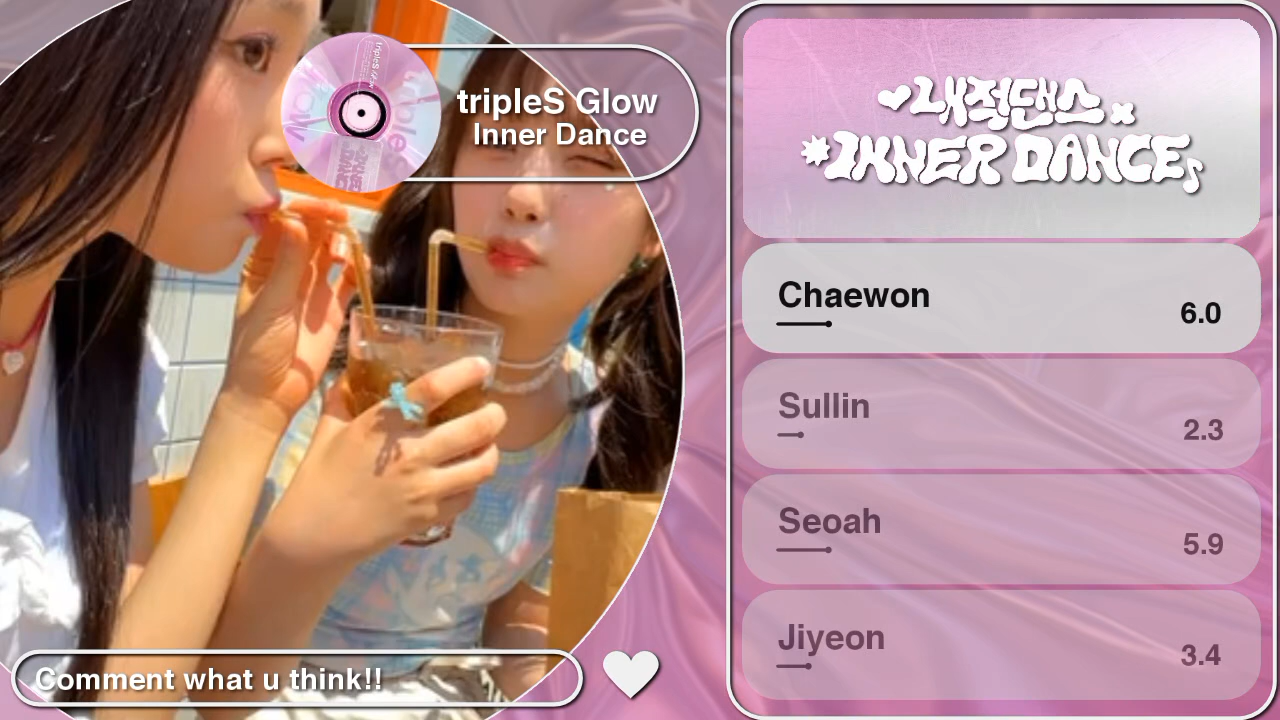 tripleS Glow
Inner Dance
내적댄스
INNER DANCE
Chaewon
6.0
Sullin
2.3
Seoah
5.9
Jiyeon
3.4
Comment what u think!!